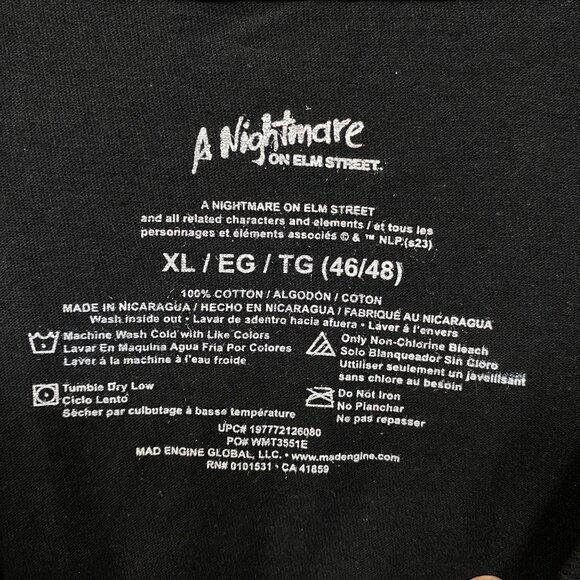 A Nightmare
ON ELM STREET™
A NIGHTMARE ON ELM STREET
and all related characters and elements / et tous les
personnages et éléments associés © & ™ NLP.(s23)
XL / EG / TG (46/48)
100% COTTON / ALGODÓN / COTON
MADE IN NICARAGUA / HECHO EN NICARAGUA / FABRIQUÉ AU NICARAGUA
Wash inside out • Lavar de adentro hacia afuera • Laver à l'envers
Machine Wash Cold with Like Colors
Lavar En Maquina Agua Fria Por Colores
Laver à la machine à l'eau froide
Only Non-Chlorine Bleach
Solo Blanqueador Sin Cloro
Utiliser seulement un javellisant
sans chlore au besoin
Tumble Dry Low
Ciclo Lento
Sécher par culbutage à basse température
Do Not Iron
No Planchar
Ne pas repasser
UPC# 197772126080
PO# WMT3551E
MAD ENGINE GLOBAL, LLC. • www.madengine.com
RN# 0101531 • CA 41859